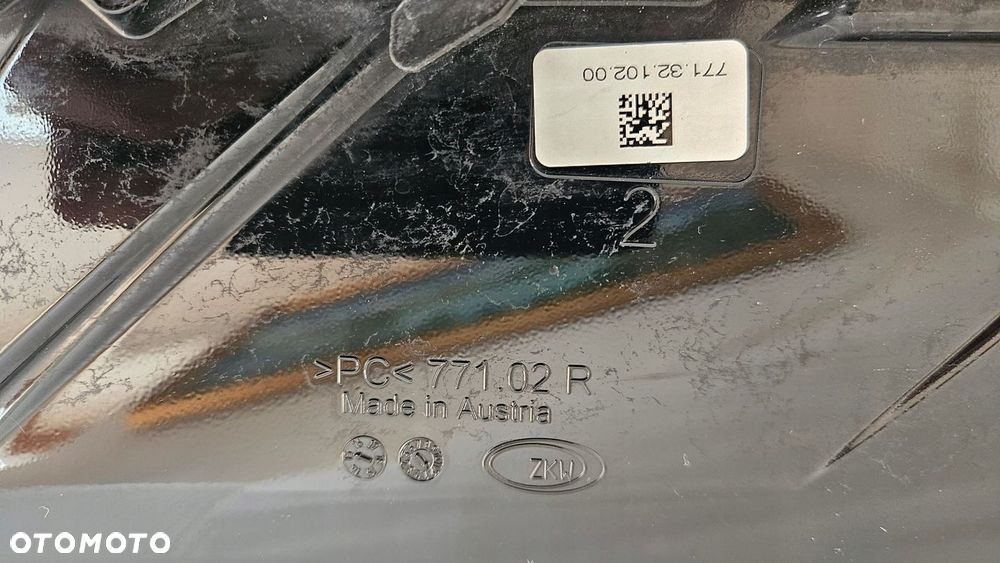 771.32.102.00
2
>PC< 771.02 R
Made in Austria
ZKW
OTOMOTO